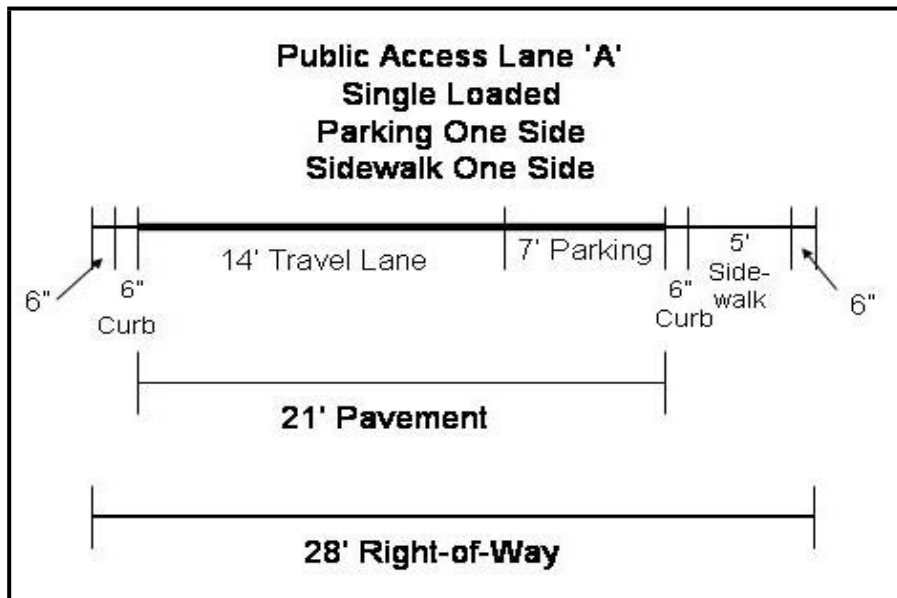 Public Access Lane 'A'
Single Loaded
Parking One Side
Sidewalk One Side
14' Travel Lane
7' Parking
5'
Side-
walk
6"
6"
Curb
6"
Curb
6"
21' Pavement
28' Right-of-Way